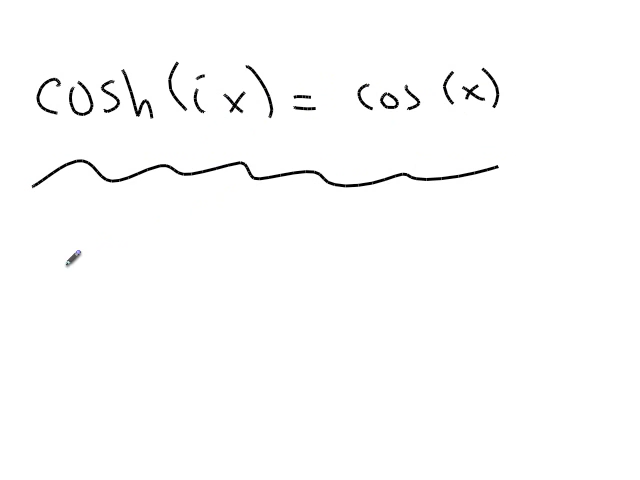 cosh(ix) = cos(x)